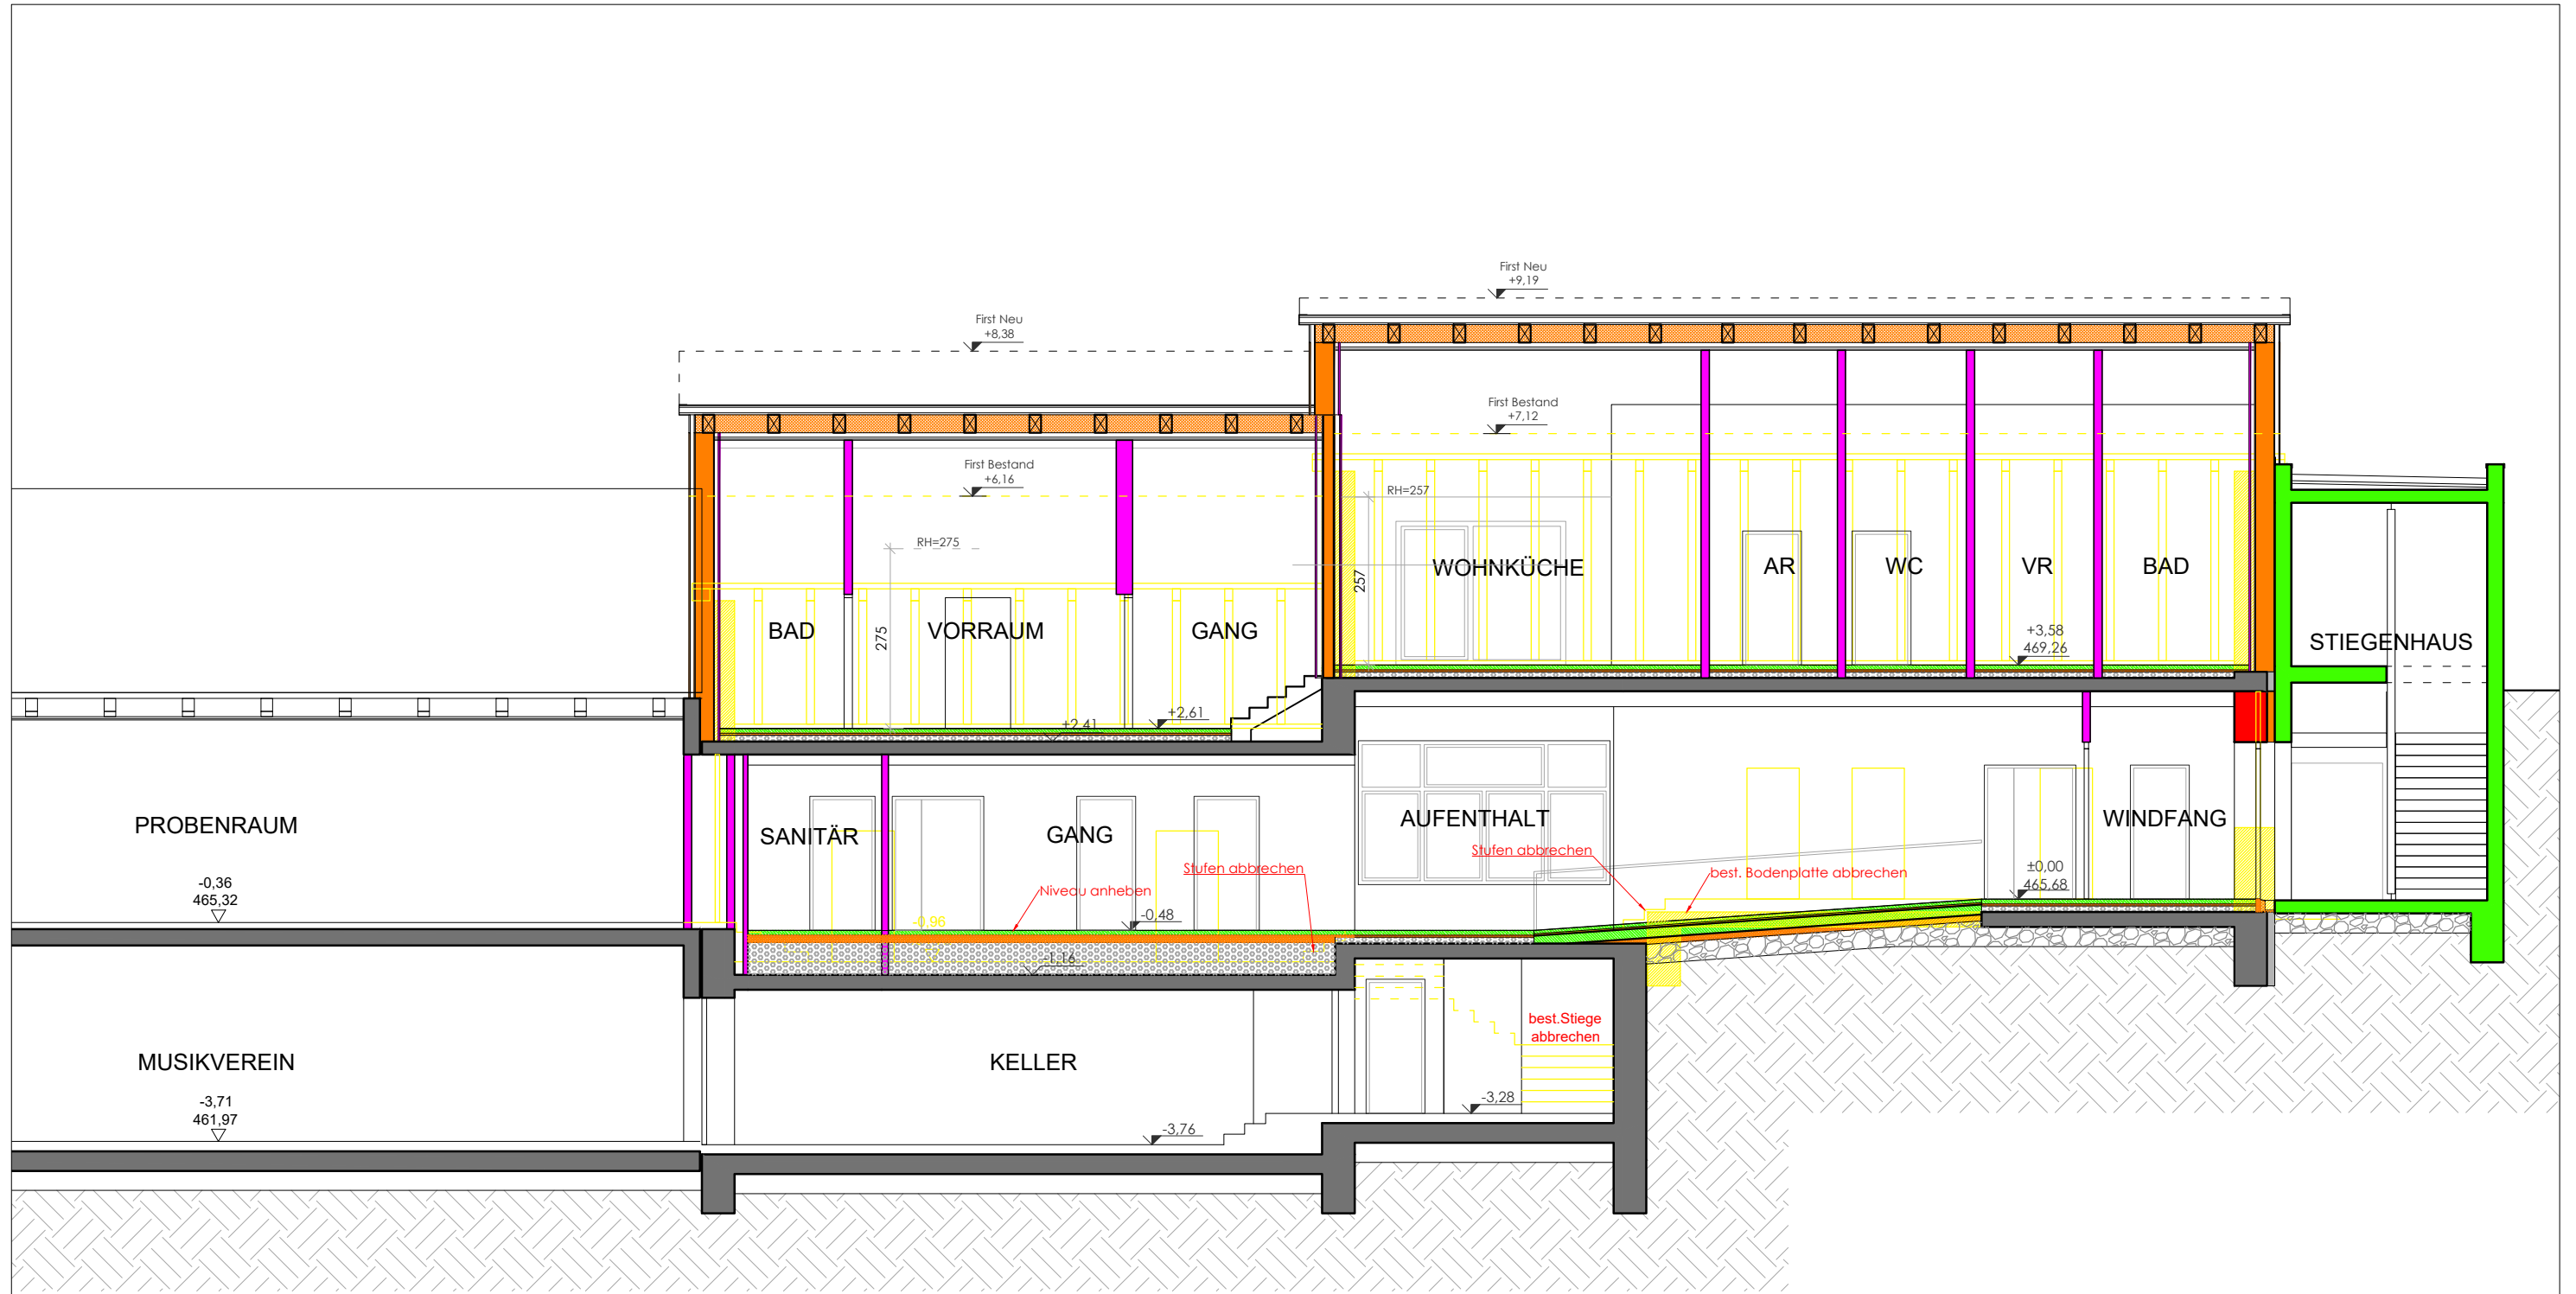 First Neu
+9,19
First Neu
+8,38
First Bestand
+7,12
First Bestand
+6,16
RH=257
RH=275
257
275
WOHNKÜCHE
AR
WC
VR
BAD
BAD
VORRAUM
GANG
+3,58
469,26
STIEGENHAUS
+2,41
+2,61
PROBENRAUM
-0,36
465,32
SANITÄR
GANG
AUFENTHALT
WINDFANG
Stufen abbrechen
Stufen abbrechen
best. Bodenplatte abbrechen
±0,00
465,68
Niveau anheben
-0,96
-0,48
-1,16
best.Stiege
abbrechen
MUSIKVEREIN
-3,71
461,97
KELLER
-3,28
-3,76